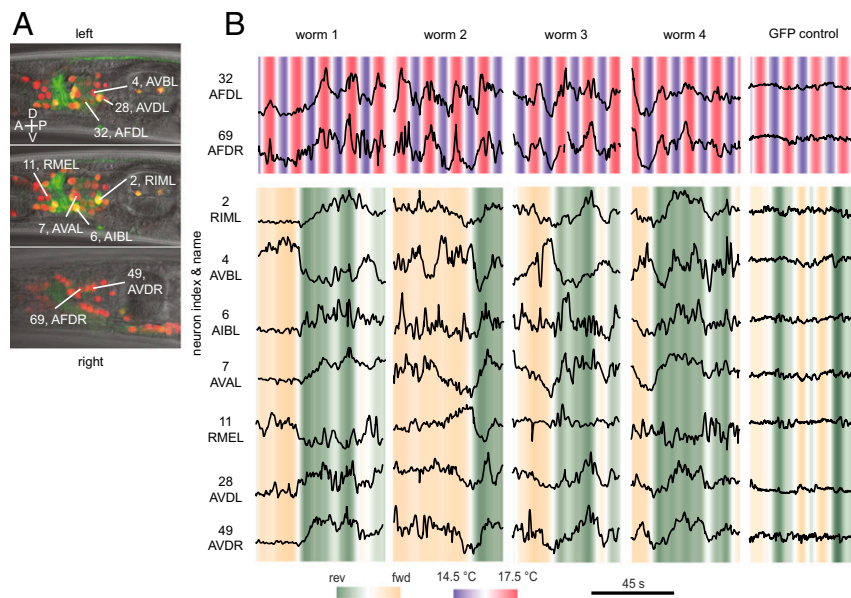 A
left
4, AVBL
28, AVDL
32, AFDL
D
A P
V
11, RMEL
2, RIML
7, AVAL
6, AIBL
49,
AVDR
69, AFDR
right
B
worm 1 worm 2 worm 3 worm 4 GFP control
neuron index & name
32
AFDL
69
AFDR
2
RIML
4
AVBL
6
AIBL
7
AVAL
11
RMEL
28
AVDL
49
AVDR
rev fwd 14.5 °C 17.5 °C 45 s